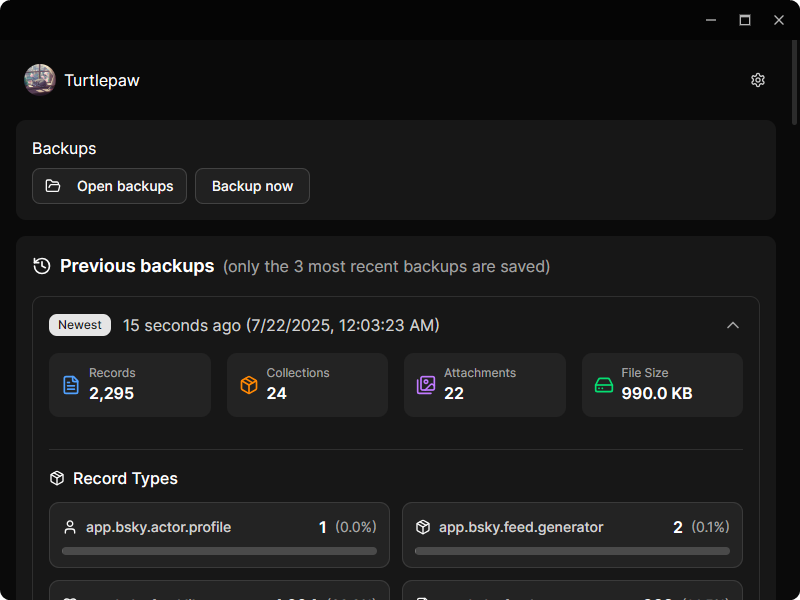 Turtlepaw
Backups
Open backups
Backup now
Previous backups (only the 3 most recent backups are saved)
Newest 15 seconds ago (7/22/2025, 12:03:23 AM)
Records
2,295
Collections
24
Attachments
22
File Size
990.0 KB
Record Types
app.bsky.actor.profile 1 (0.0%)
app.bsky.feed.generator 2 (0.1%)